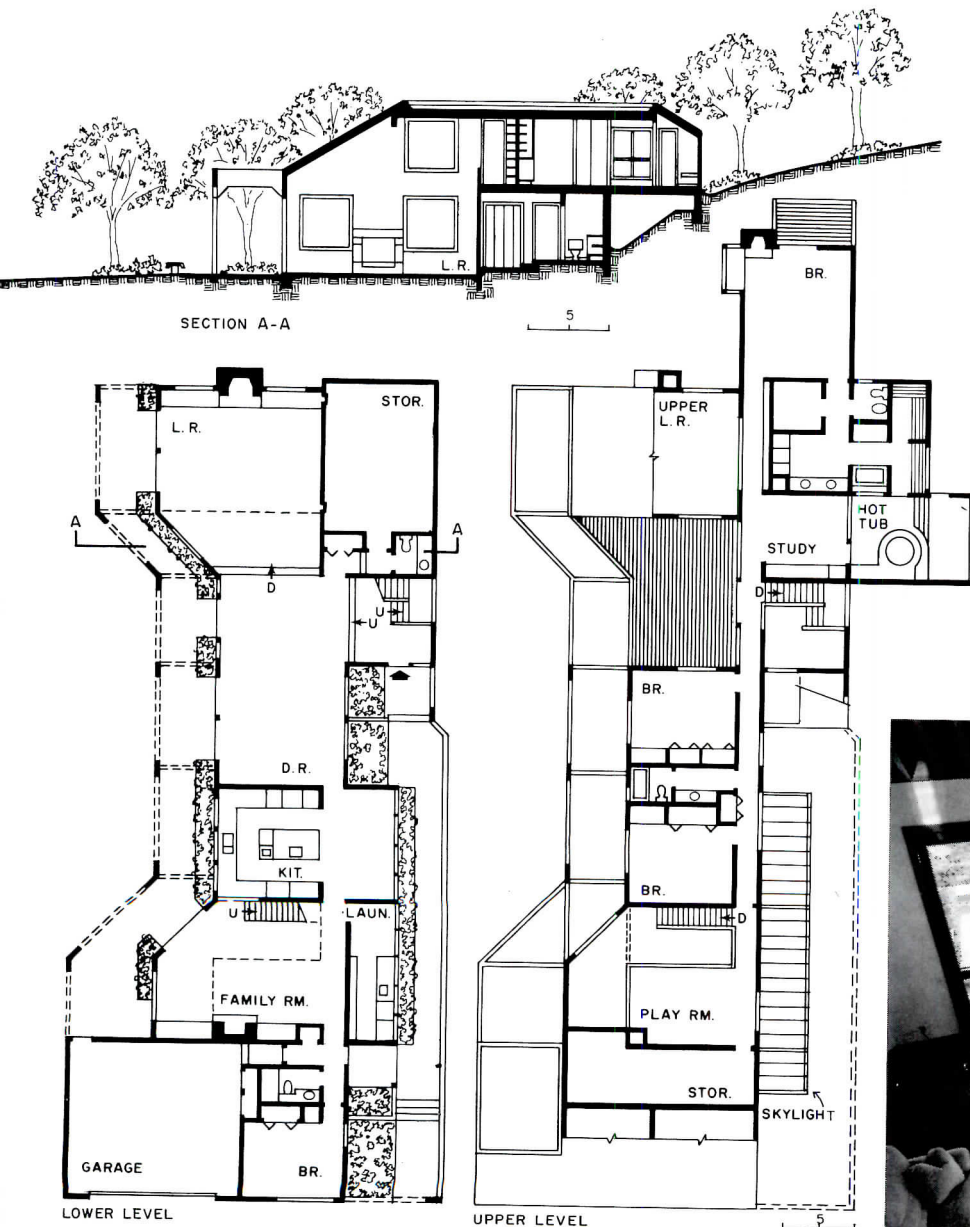 L.R.
SECTION A-A
5
BR.
STOR.
L.R.
UPPER
L.R.
A
A
HOT
TUB
STUDY
D
D
U
U
BR.
D.R.
KIT.
BR.
U
LAUN.
D
FAMILY RM.
PLAY RM.
STOR.
SKYLIGHT
GARAGE
BR.
LOWER LEVEL
UPPER LEVEL
5